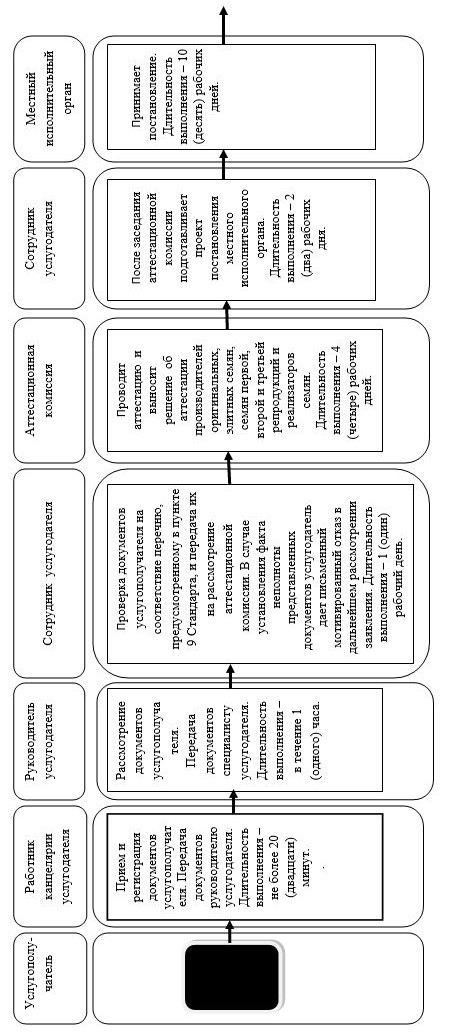 Услугополу-
чатель
Работник
канцелярии
услугодателя
Руководитель
услугодателя
Сотрудник  услугодателя
Аттестационная
комиссия
Сотрудник
услугодателя
Местный
исполнительный
орган
Прием и
регистрация
документов
услугополучат
еля. Передача
документов
руководителю
услугодателя.
Длительность
выполнения –
не более 20
(двадцати)
минут.
.
Рассмотрение
документов
услугополуча
теля.
Передача
документов
специалисту
услугодателя.
Длительность
выполнения –
в течение 1
(одного) часа.
Проверка документов
услугополучателя на
соответствие перечню,
предусмотренному в пункте
9 Стандарта, и передача их
на рассмотрение
аттестационной
комиссии. В случае
установления факта
неполноты
представленных
документов услугодатель
дает письменный
мотивированный отказ в
дальнейшем рассмотрении
заявления. Длительность
выполнения – 1 (один)
рабочий день.
Проводит
аттестацию и
выносит
решение  об
аттестации
производителей
оригинальных,
элитных семян,
семян первой,
второй и третьей
репродукций и
реализаторов
семян.
Длительность
выполнения – 4
(четыре) рабочих
дней.
После заседания
аттестационной
комиссии
подготавливает
проект
постановления
местного
исполнительного
органа.
Длительность
выполнения – 2
(два) рабочих
дня.
Принимает
постановление.
Длительность
выполнения – 10
(десять) рабочих
дней.